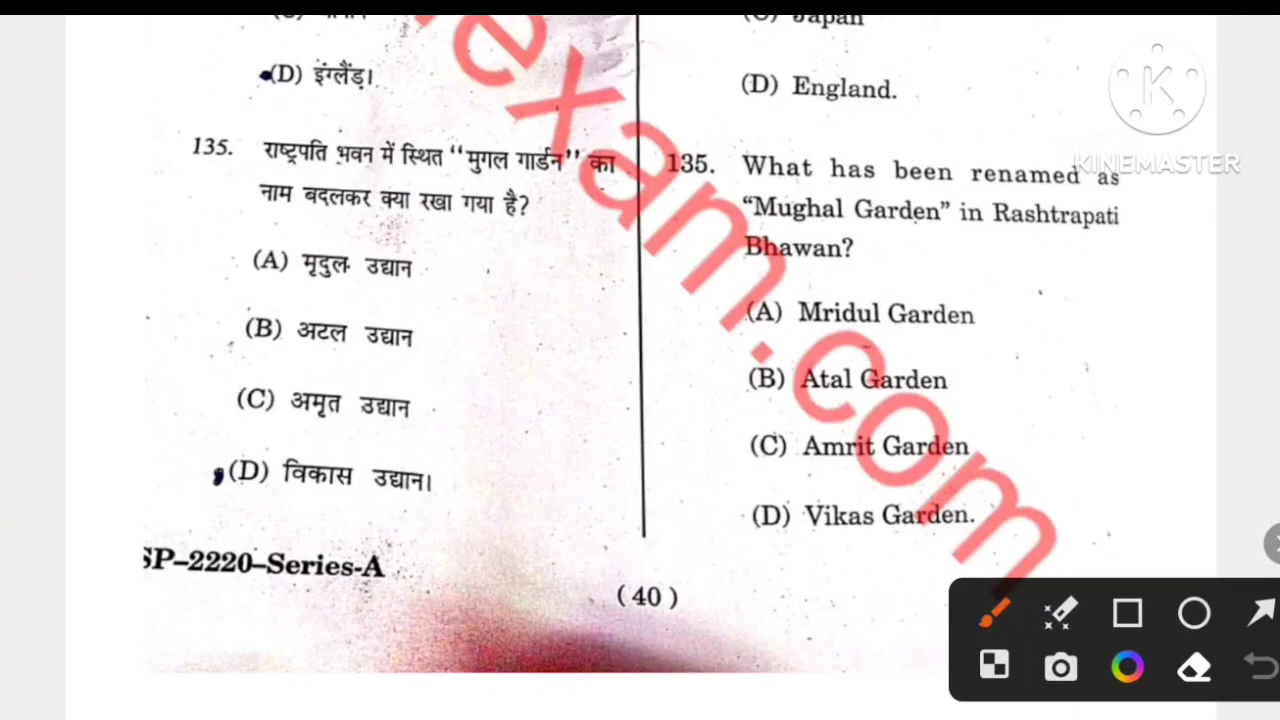 (D) इंग्लैंड।
135. राष्ट्रपति भवन में स्थित “मुगल गार्डन” का
नाम बदलकर क्या रखा गया है?
(A) मृदुल उद्यान
(B) अटल उद्यान
(C) अमृत उद्यान
(D) विकास उद्यान।
SP–2220–Series-A
(C) Japan
(D) England.
135. What has been renamed as
“Mughal Garden” in Rashtrapati
Bhawan?
(A) Mridul Garden
(B) Atal Garden
(C) Amrit Garden
(D) Vikas Garden.
( 40 )
exam.com
K
KINEMASTER